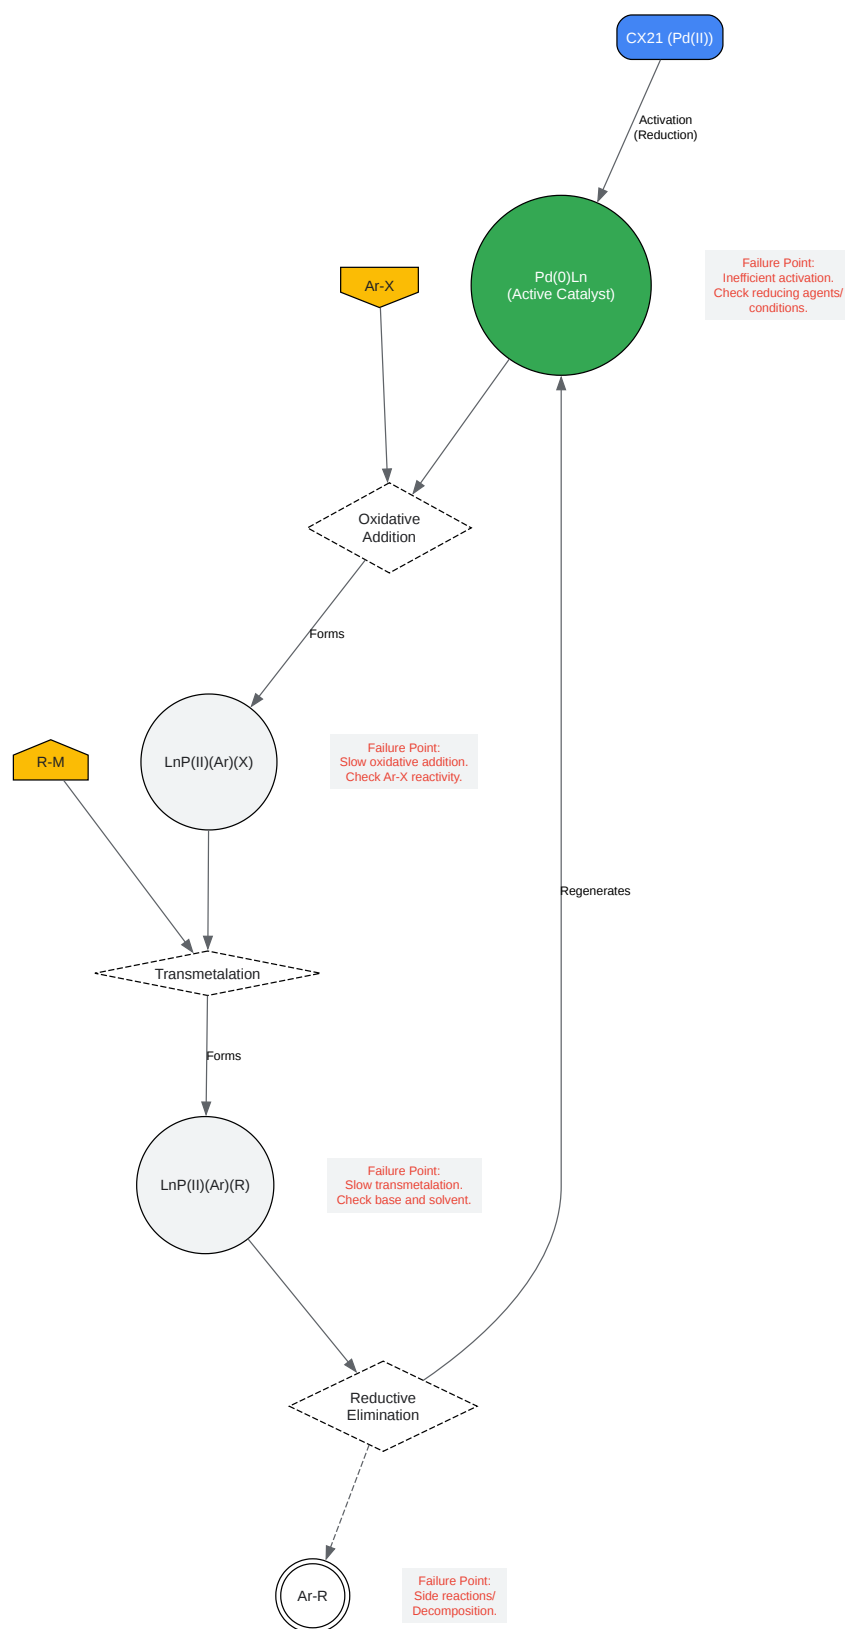 CX21 (Pd(II))
Activation
(Reduction)
Pd(0)Ln
(Active Catalyst)
Failure Point:
Inefficient activation.
Check reducing agents/
conditions.
Ar-X
Oxidative
Addition
Forms
LnP(II)(Ar)(X)
Failure Point:
Slow oxidative addition.
Check Ar-X reactivity.
R-M
Regenerates
Transmetalation
Forms
LnP(II)(Ar)(R)
Failure Point:
Slow transmetalation.
Check base and solvent.
Reductive
Elimination
Ar-R
Failure Point:
Side reactions/
Decomposition.